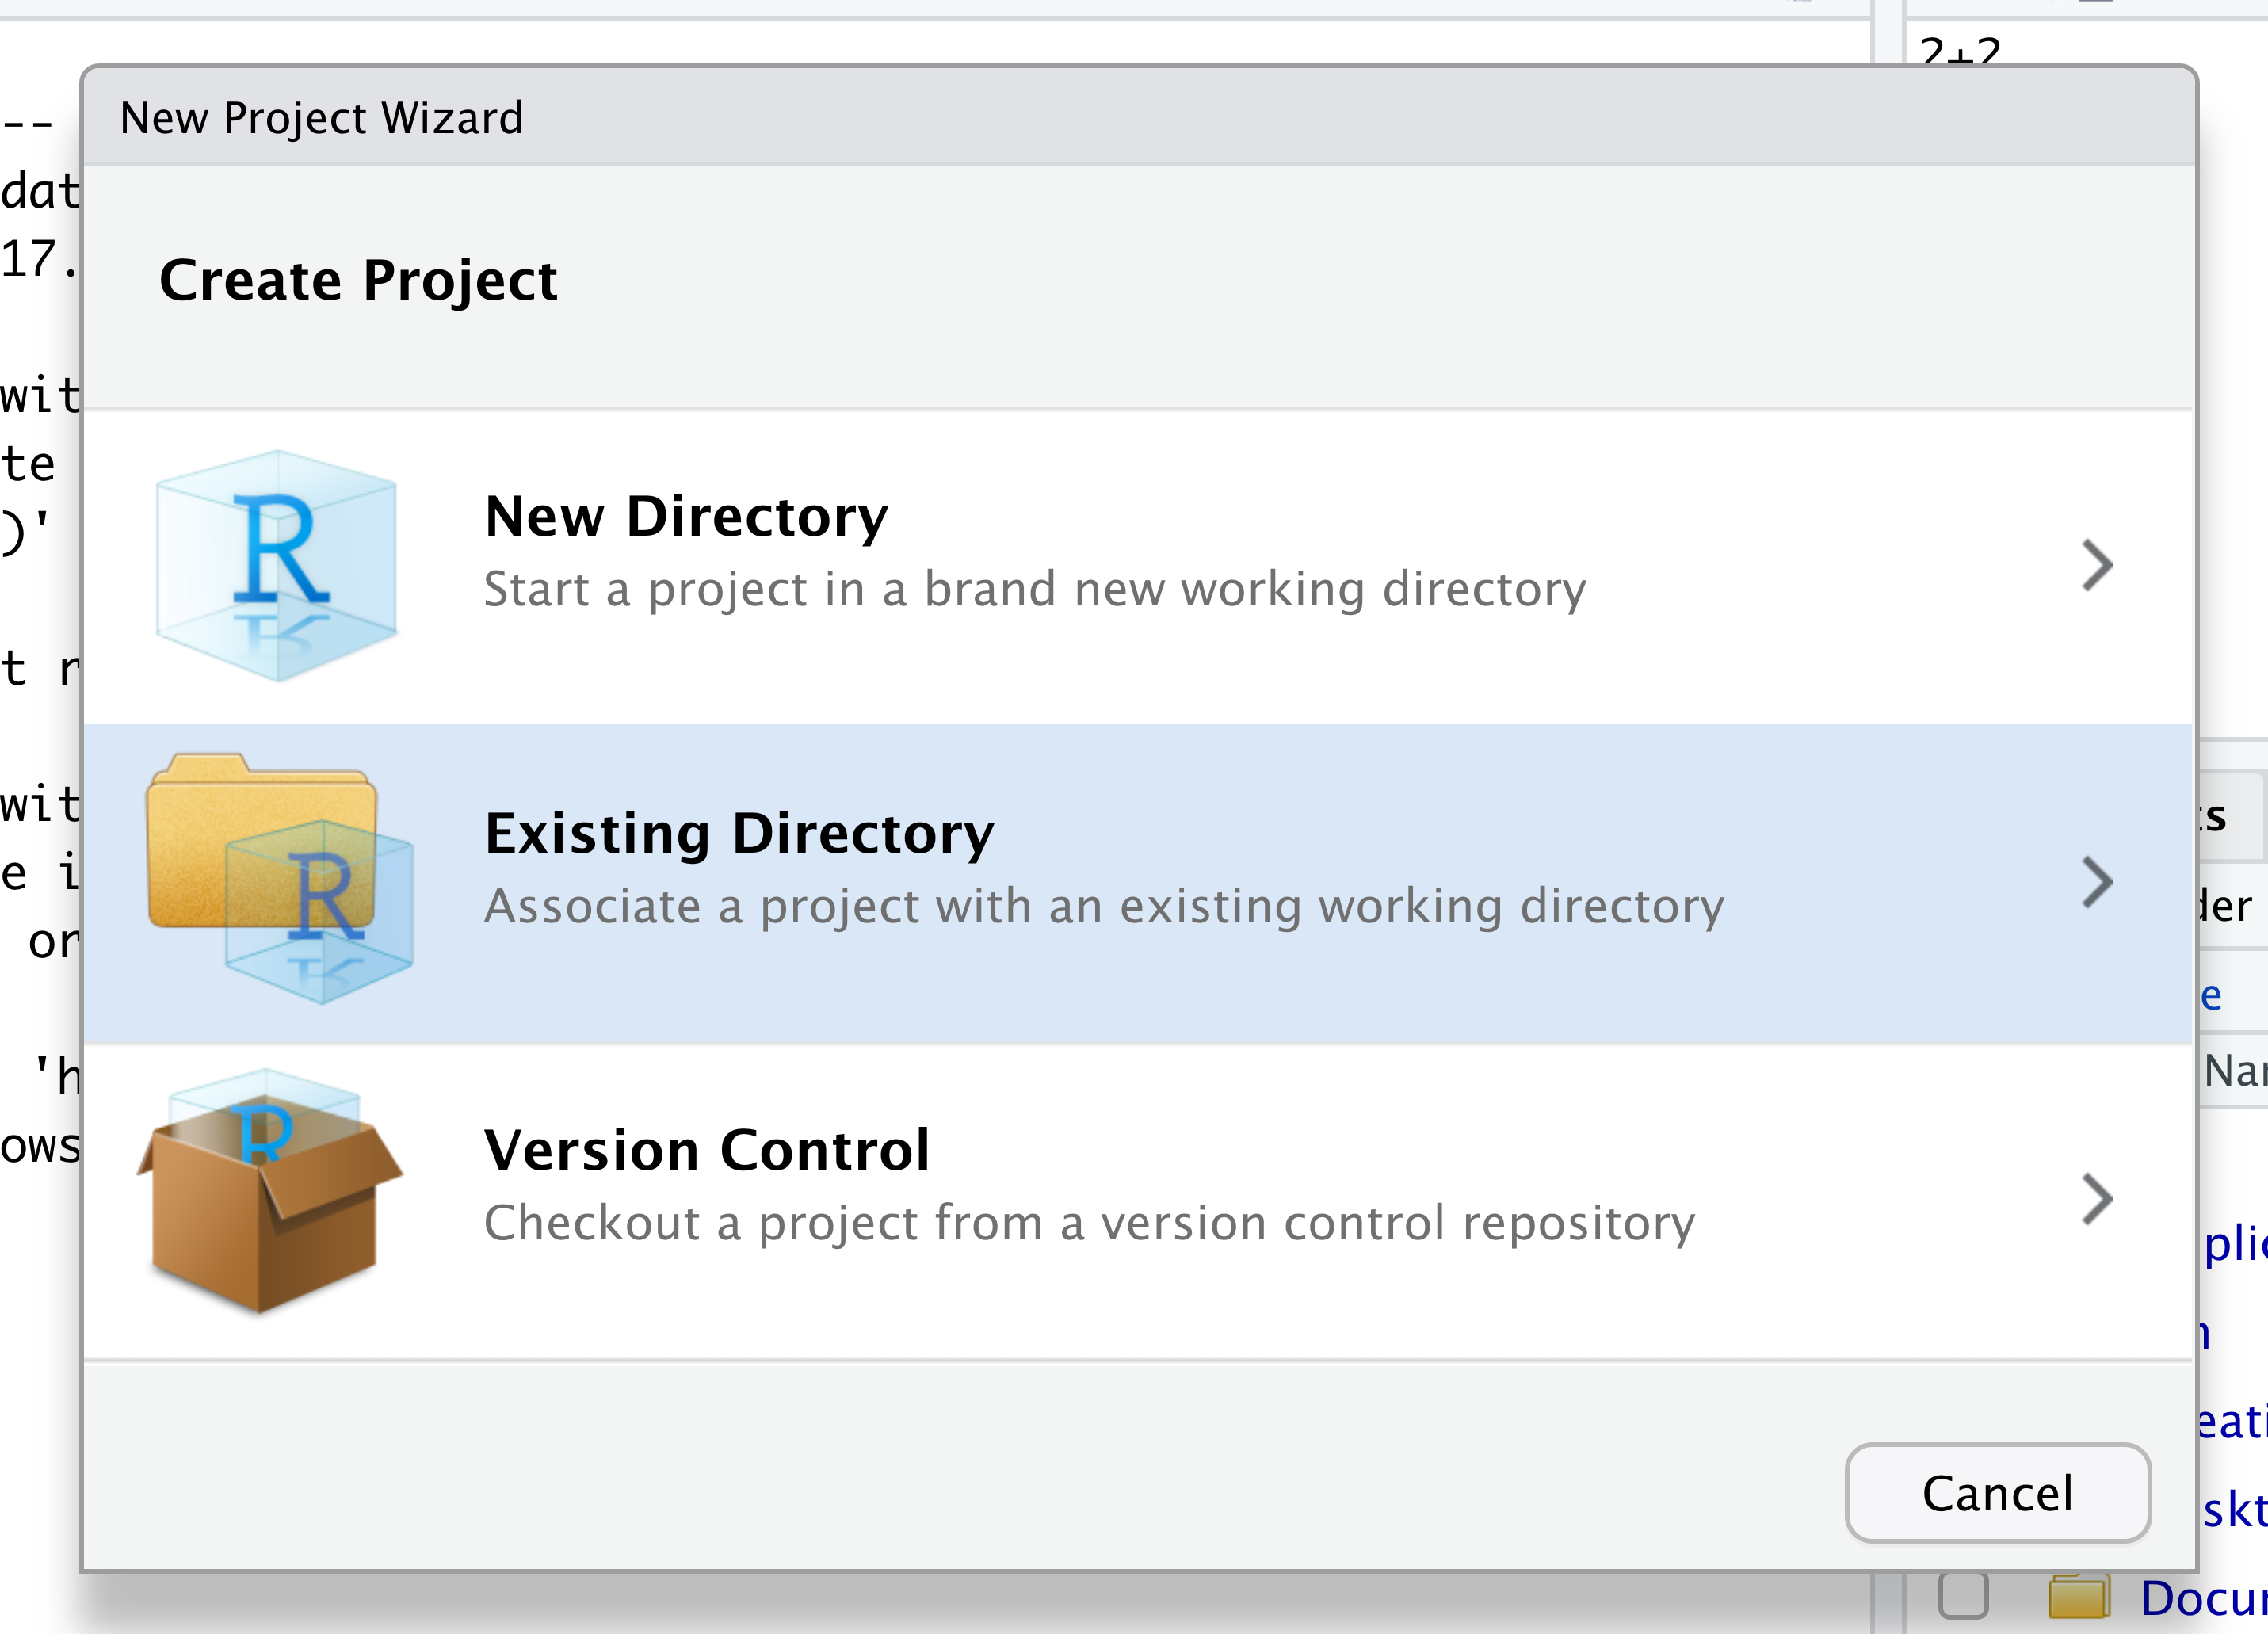 2+2
New Project Wizard
--
dat
17.
Create Project
wit
te
)'
New Directory
Start a project in a brand new working directory
t r
wit
e i
or
Existing Directory
Associate a project with an existing working directory
ts
der
e
'h
Nar
ows
Version Control
Checkout a project from a version control repository
plic
n
eati
Cancel
skt
Docur